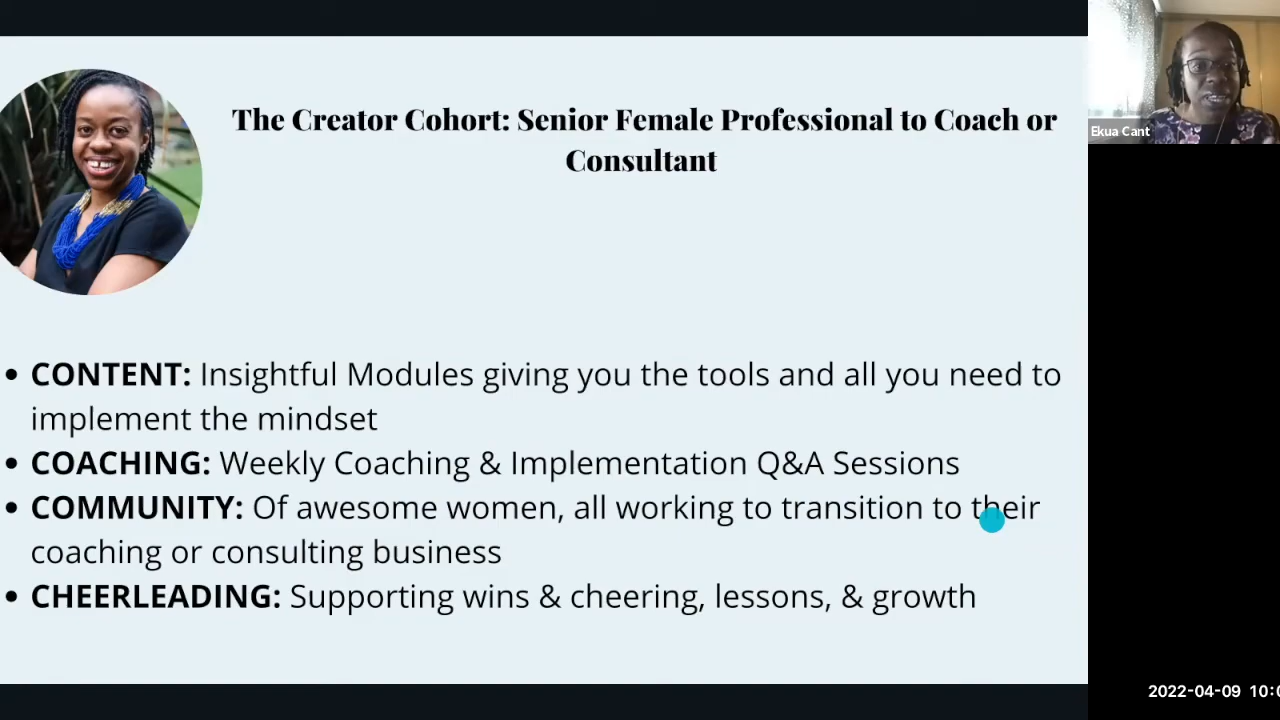 The Creator Cohort: Senior Female Professional to Coach or
Consultant
• CONTENT: Insightful Modules giving you the tools and all you need to
implement the mindset
• COACHING: Weekly Coaching & Implementation Q&A Sessions
• COMMUNITY: Of awesome women, all working to transition to their
coaching or consulting business
• CHEERLEADING: Supporting wins & cheering, lessons, & growth
Ekua Cant
2022-04-09